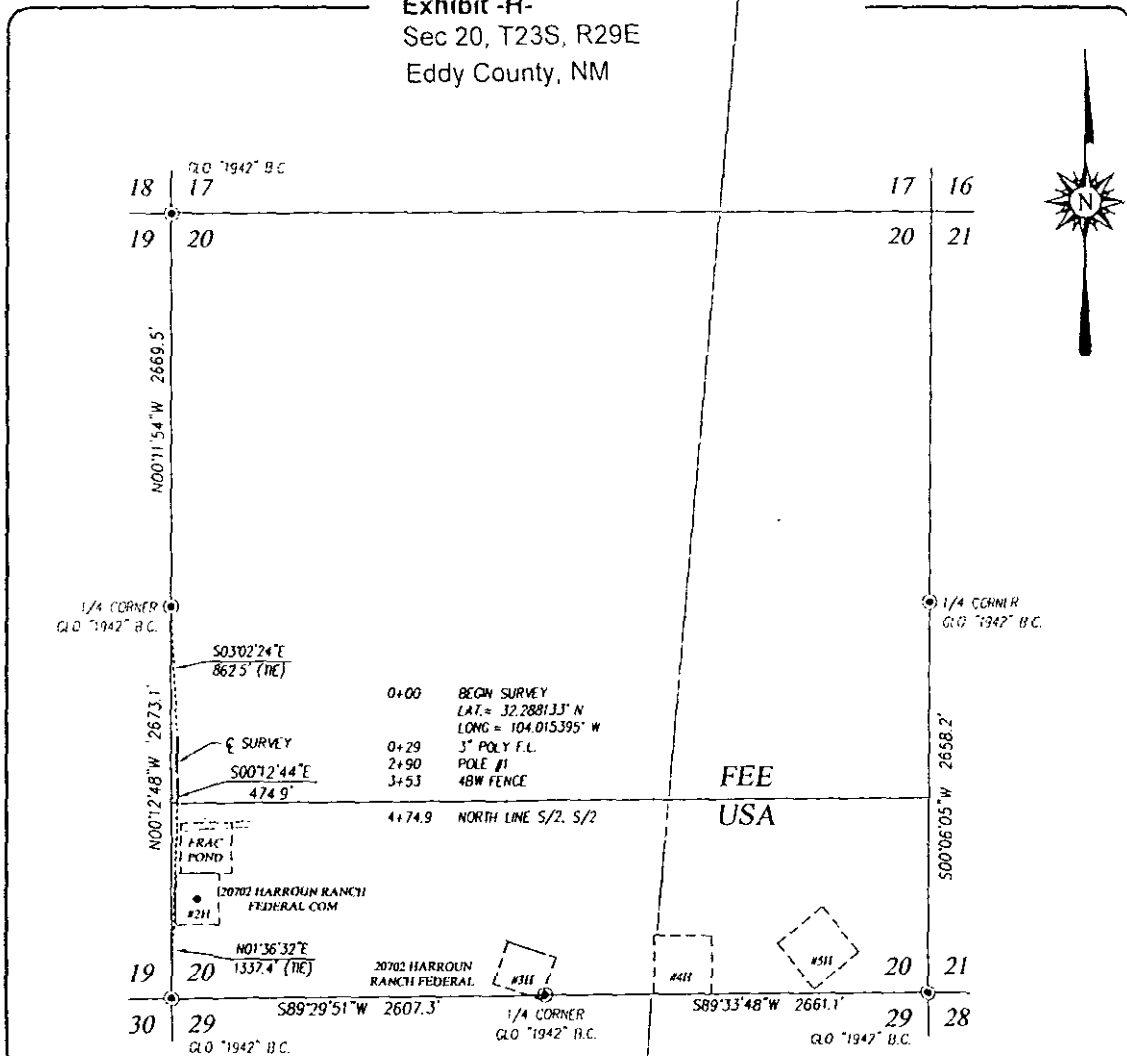 Exhibit -H-
Sec 20, T23S, R29E
Eddy County, NM
GLO "1942" B.C.
18 17
17 16
N
19 20
20 21
N00°11'54"W 2669.5'
1/4 CORNER
GLO "1942" B.C.
1/4 CORNER
GLO "1942" B.C.
S03°02'24"E
862.5' (TIE)
N00°12'48"W 2673.1'
0+00 BEGIN SURVEY
LAT.= 32.288133° N
LONG = 104.015395° W
℄ SURVEY
0+29 3" POLY F.L.
2+90 POLE #1
3+53 4BW FENCE
S00°12'44"E
474.9'
FEE
USA
S00°06'05"W 2658.2'
4+74.9 NORTH LINE S/2, S/2
FRAC
POND
20702 HARROUN RANCH
FEDERAL COM
#2H
N01°36'32"E
1337.4' (TIE)
20702 HARROUN
RANCH FEDERAL
#3H
#4H
#5H
19 20
20 21
S89°29'51"W 2607.3'
S89°33'48"W 2661.1'
1/4 CORNER
GLO "1942" B.C.
30 29
29 28
GLO "1942" B.C.
GLO "1942" B.C.